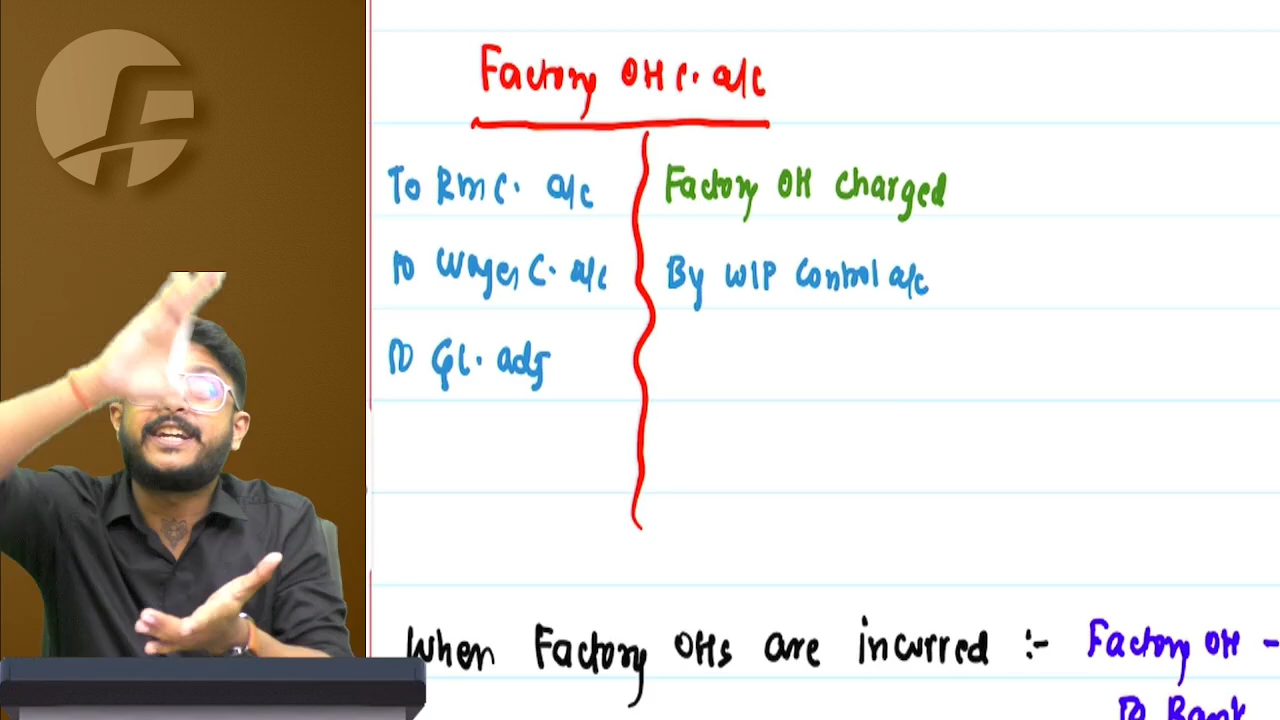 Factory OH C. a/c
To RM C. a/c
Factory OH charged
To Wages C. a/c
By WIP Control a/c
To GL. adj
When Factory OHs are incurred :- Factory OH -
To Bank